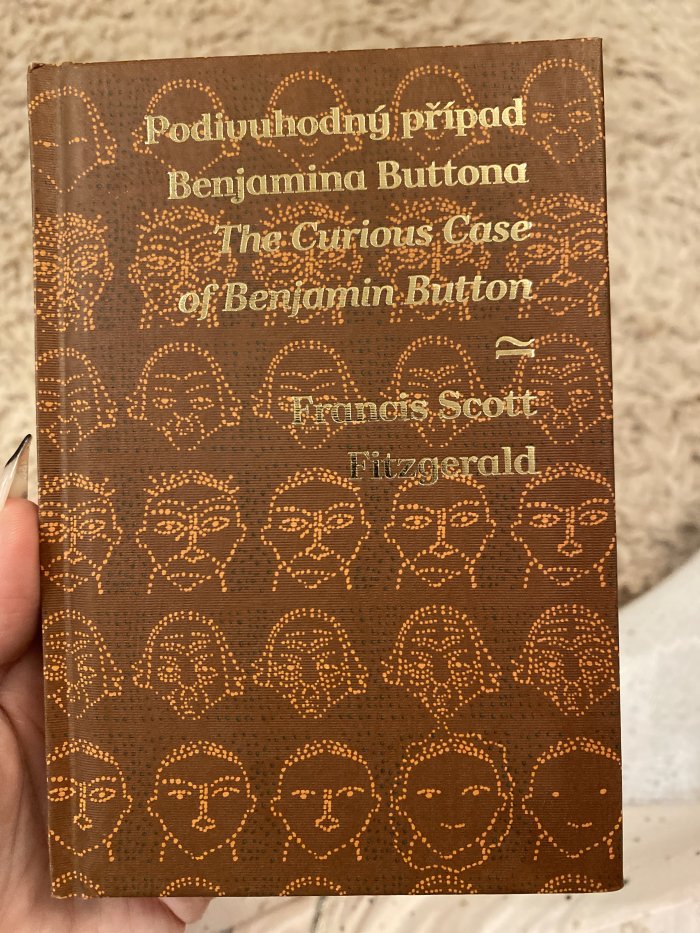 Podivuhodný případ
Benjamina Buttona
The Curious Case
of Benjamin Button
Francis Scott
Fitzgerald